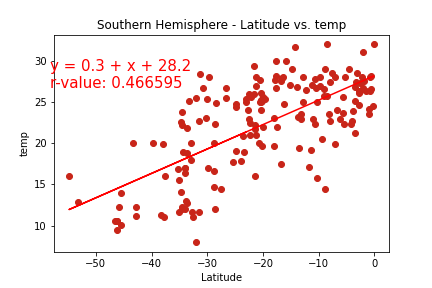 Southern Hemisphere - Latitude vs. temp
y = 0.3 + x + 28.2
r-value: 0.466595
30
25
20
15
10
temp
−50
−40
−30
−20
−10
0
Latitude